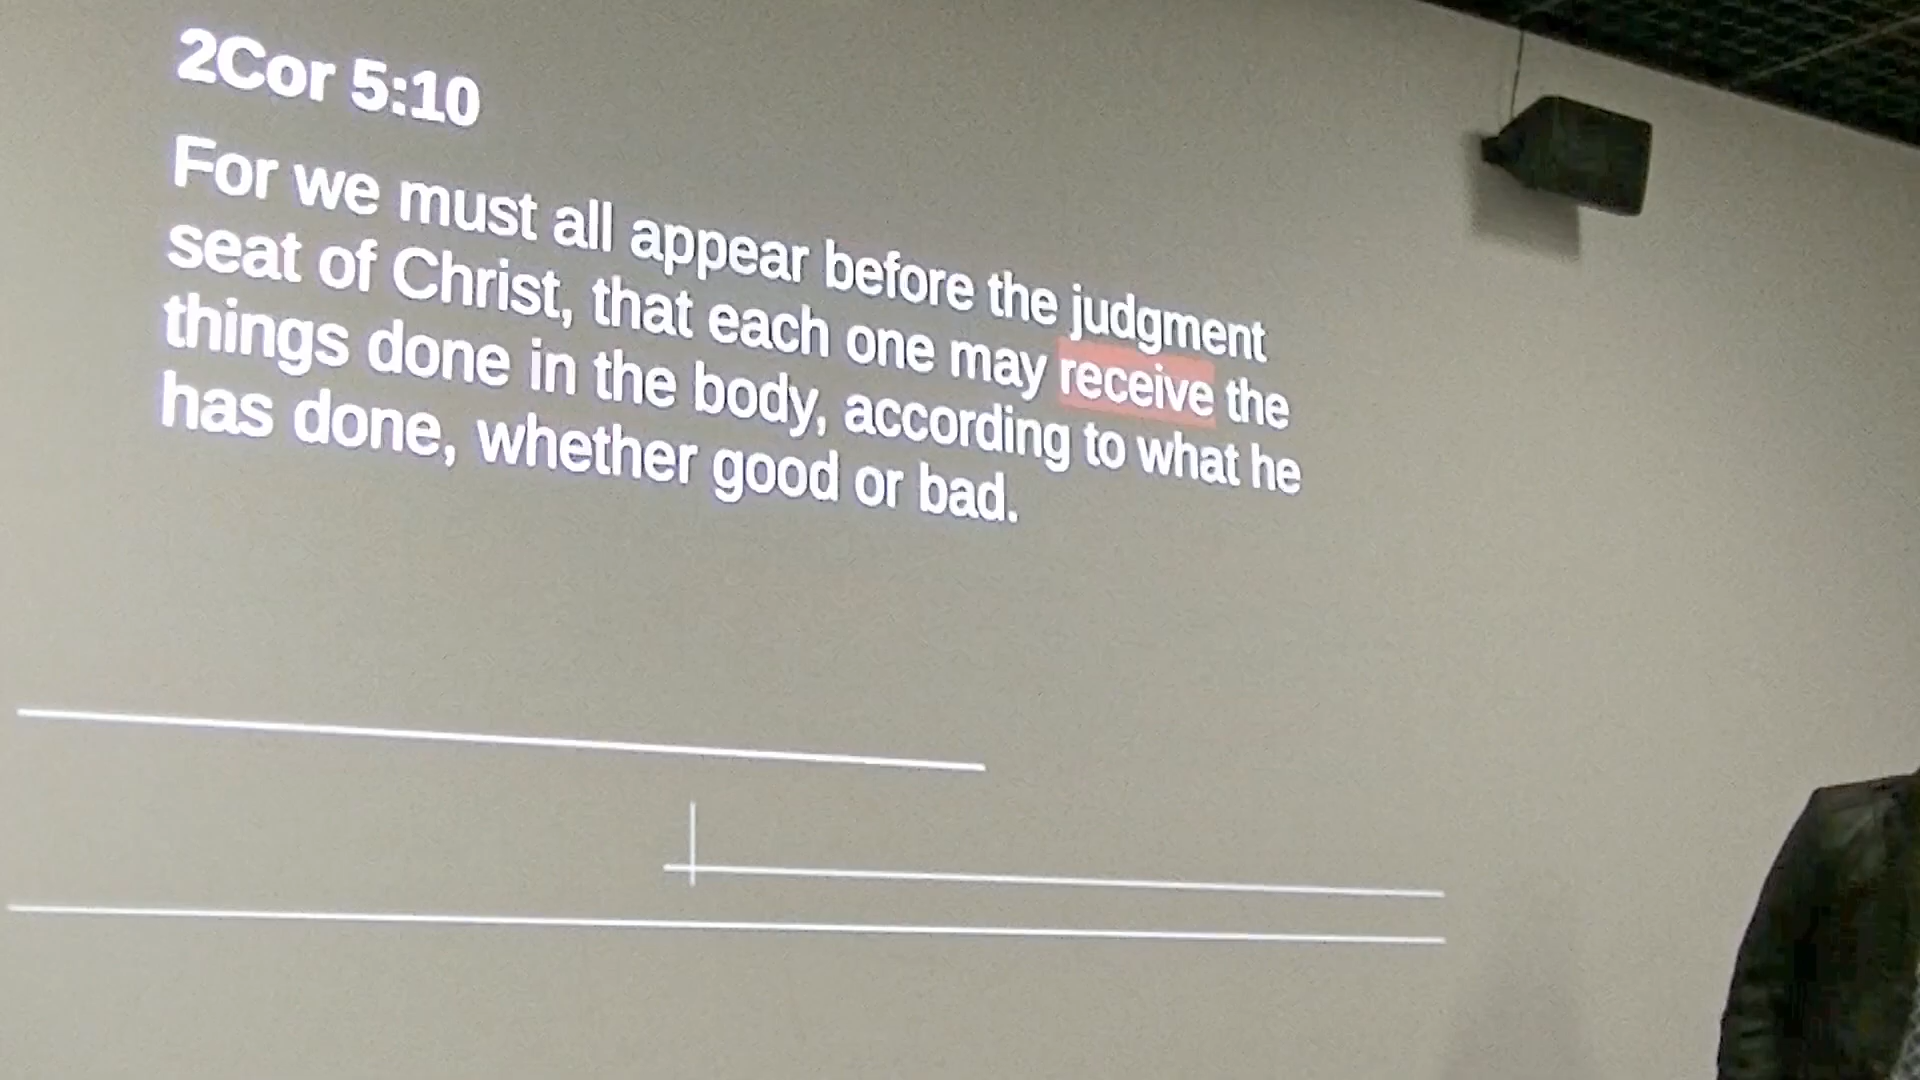 2Cor 5:10
For we must all appear before the judgment
seat of Christ, that each one may receive the
things done in the body, according to what he
has done, whether good or bad.